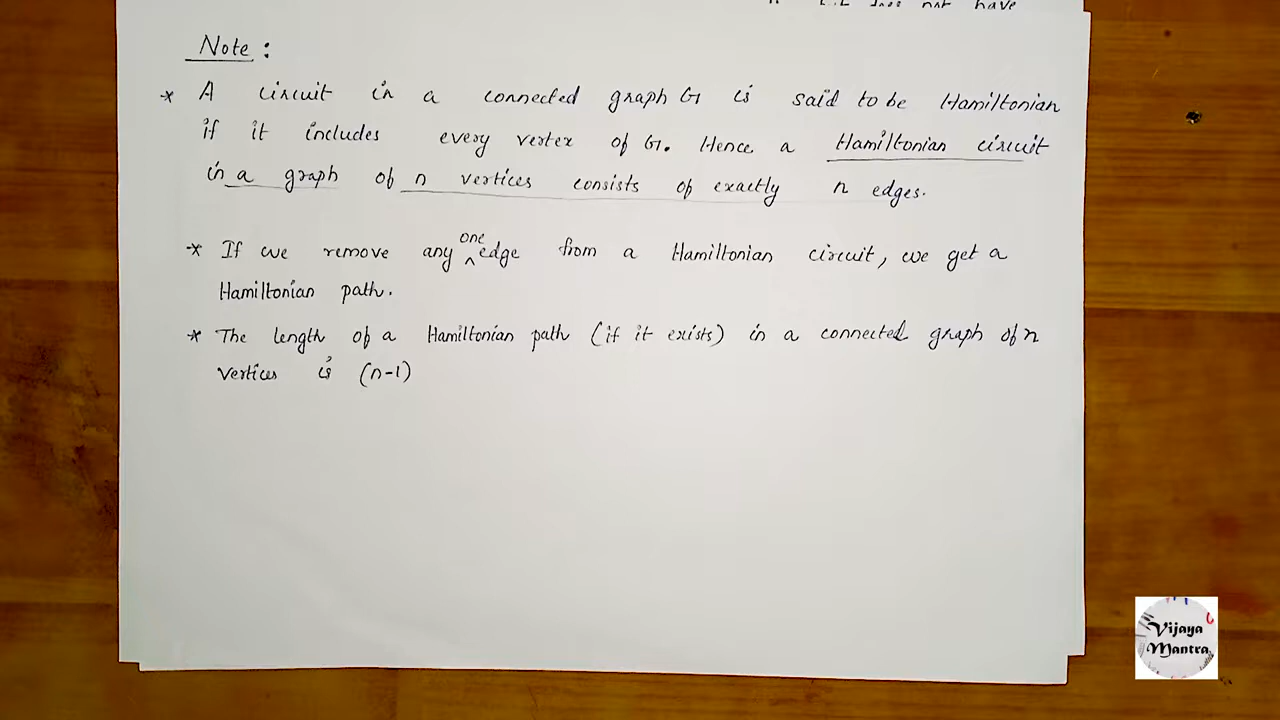 not have
Note :
* A circuit in a connected graph G is said to be Hamiltonian
if it includes every vertex of G. Hence a Hamiltonian circuit
in a graph of n vertices consists of exactly n edges.
* If we remove any one edge from a Hamiltonian circuit, we get a
Hamiltonian path.
* The length of a Hamiltonian path (if it exists) in a connected graph of n
vertices is (n-1)
Vijaya
Mantra